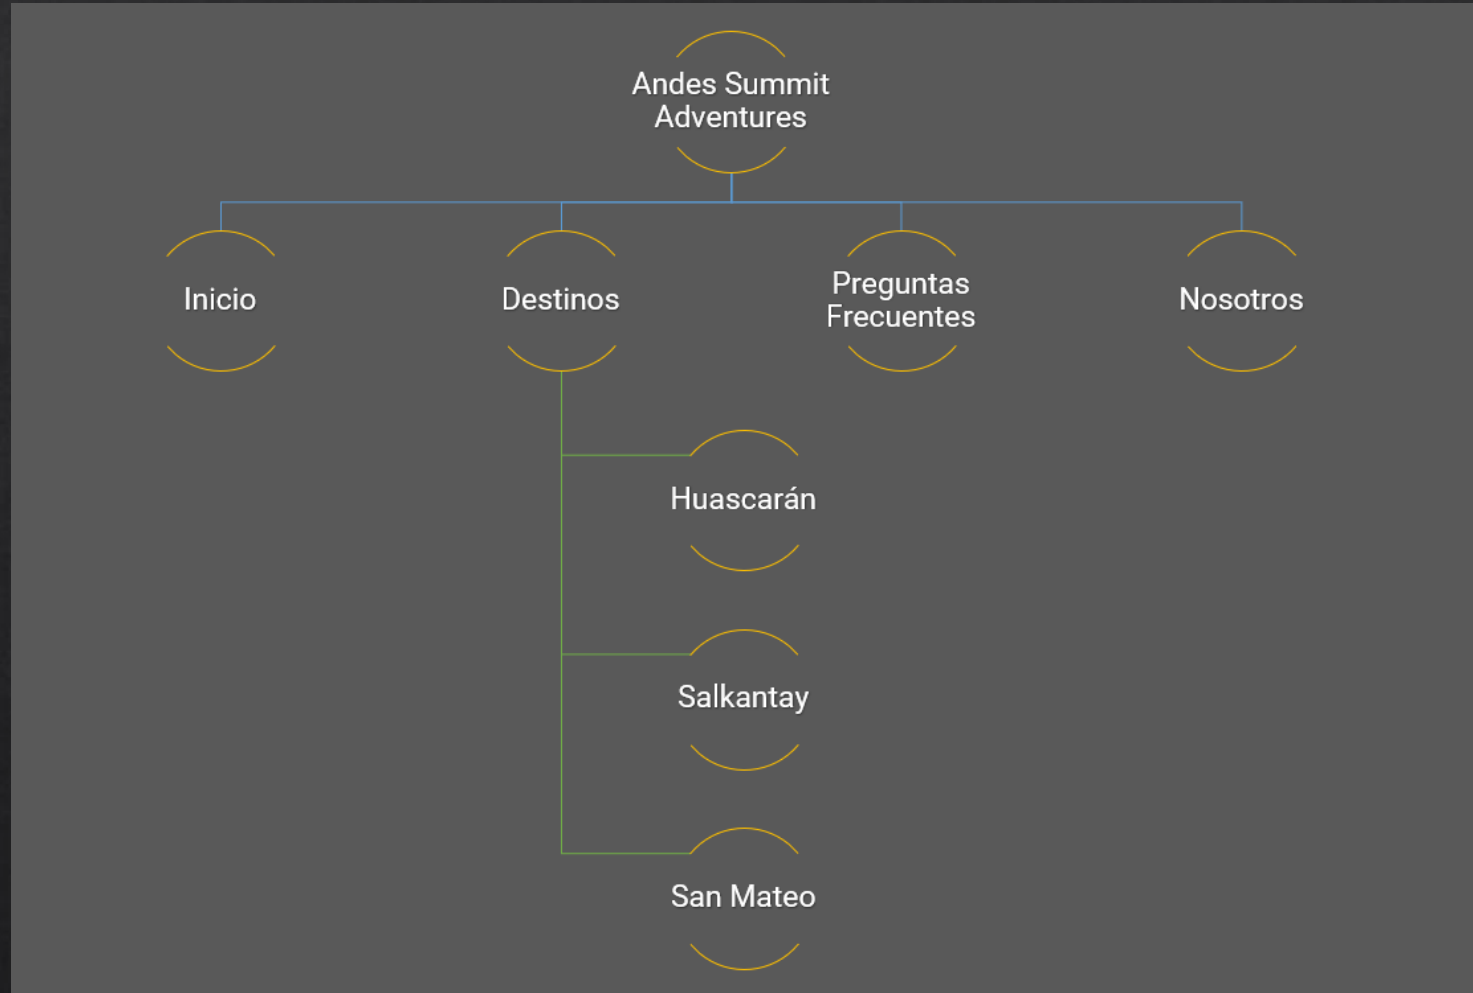 Andes Summit
Adventures
Inicio
Destinos
Preguntas
Frecuentes
Nosotros
Huascarán
Salkantay
San Mateo